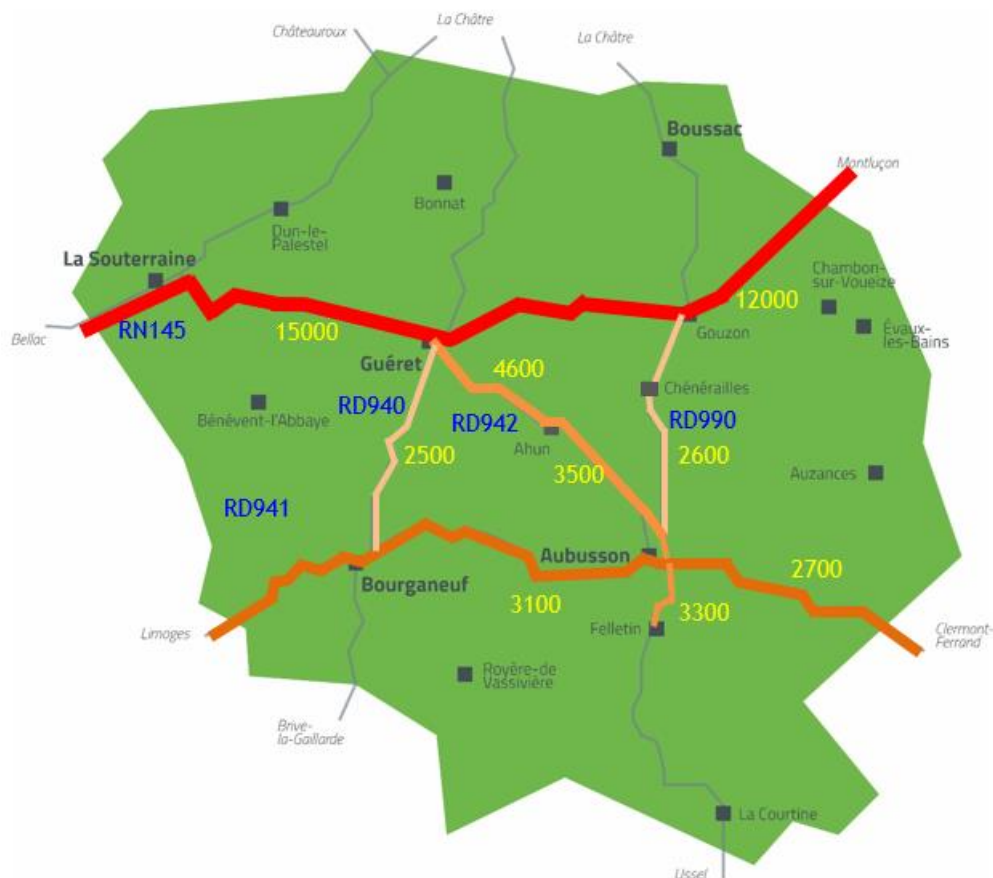 Châteauroux
La Châtre
La Châtre
Boussac
Montluçon
Bonnat
Dun-le-
Palestel
La Souterraine
Chambon-
sur-Voueize
12000
Évaux-
les-Bains
Gouzon
Bellac
RN145
15000
Guéret
4600
Chénérailles
Bénévent-l'Abbaye
RD940
RD942
RD990
Ahun
2500
3500
2600
Auzances
RD941
Aubusson
2700
Bourganeuf
3100
3300
Limoges
Felletin
Clermont-
Ferrand
Royère-de
Vassivière
Brive-
la-Gaillarde
La Courtine
Ussel